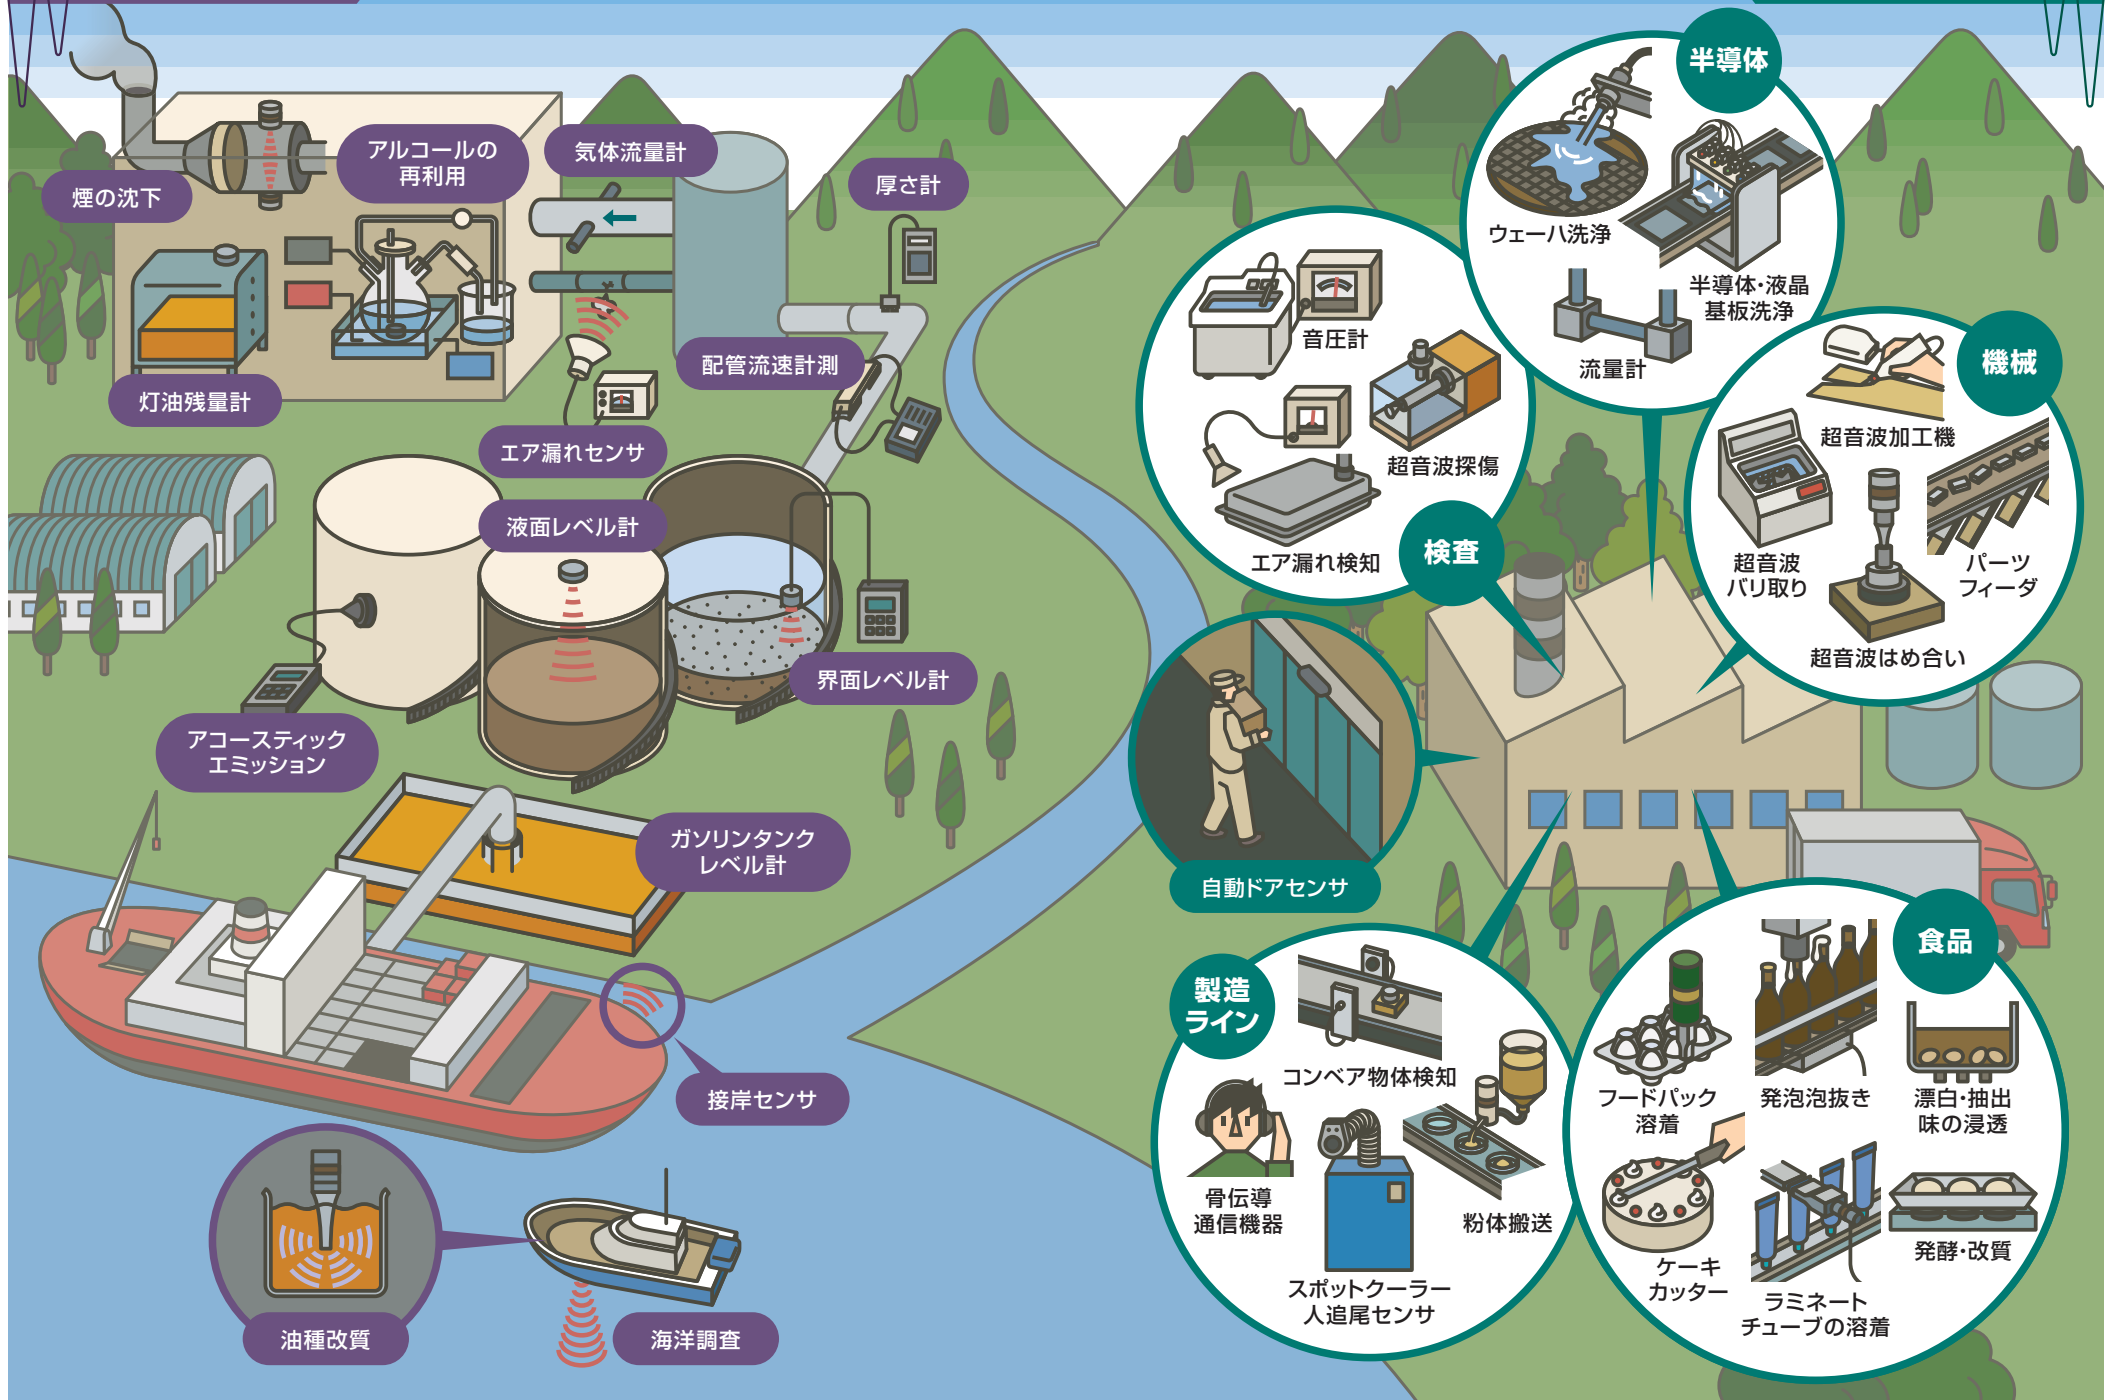 煙の沈下
アルコールの
再利用
気体流量計
厚さ計
灯油残量計
配管流速計測
エア漏れセンサ
液面レベル計
界面レベル計
アコースティック
エミッション
ガソリンタンク
レベル計
接岸センサ
油種改質
海洋調査
半導体
ウェーハ洗浄
半導体・液晶
基板洗浄
流量計
音圧計
超音波探傷
エア漏れ検知
検査
機械
超音波加工機
超音波
バリ取り
パーツ
フィーダ
超音波はめ合い
自動ドアセンサ
製造
ライン
コンベア物体検知
骨伝導
通信機器
粉体搬送
スポットクーラー
人追尾センサ
食品
フードパック
溶着
発泡泡抜き
漂白・抽出
味の浸透
ケーキ
カッター
ラミネート
チューブの溶着
発酵・改質